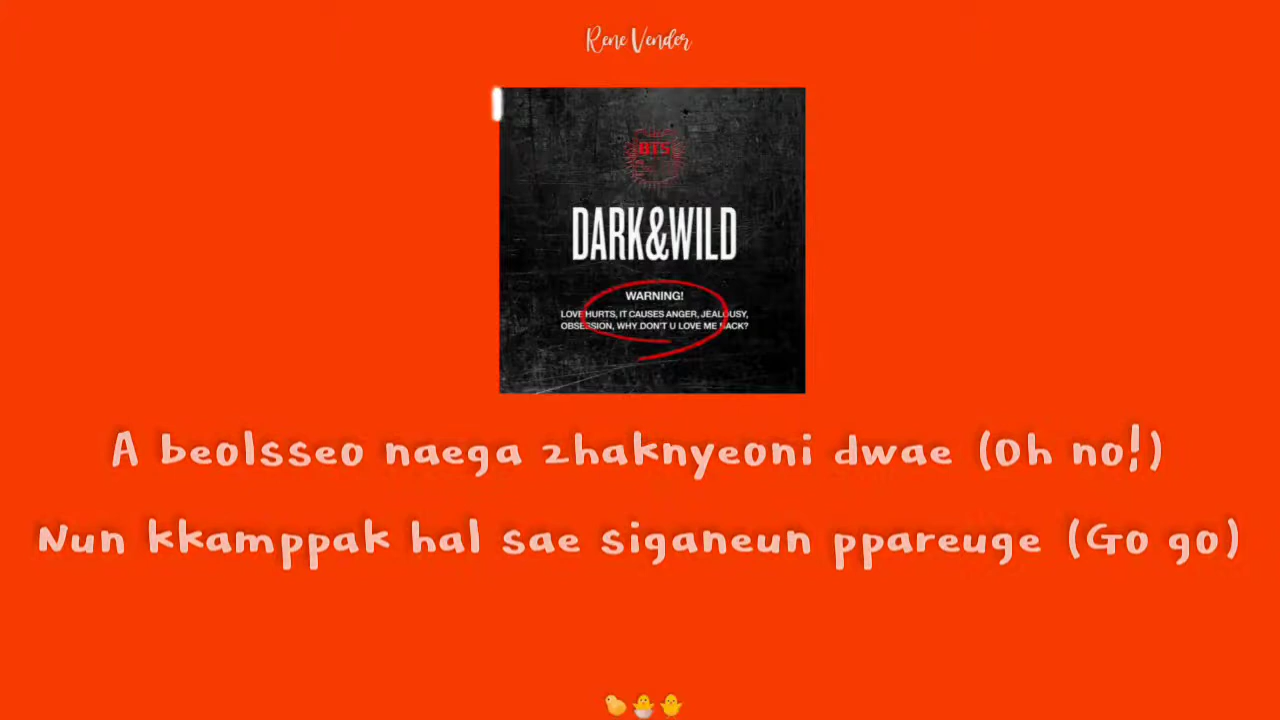 Rene Vender
BTS
DARK&WILD
WARNING!
LOVE HURTS, IT CAUSES ANGER, JEALOUSY,
OBSESSION, WHY DON'T U LOVE ME BACK?
A beolsseo naega 2haknyeoni dwae (Oh no!)
Nun kkamppak hal sae siganeun ppareuge (Go go)